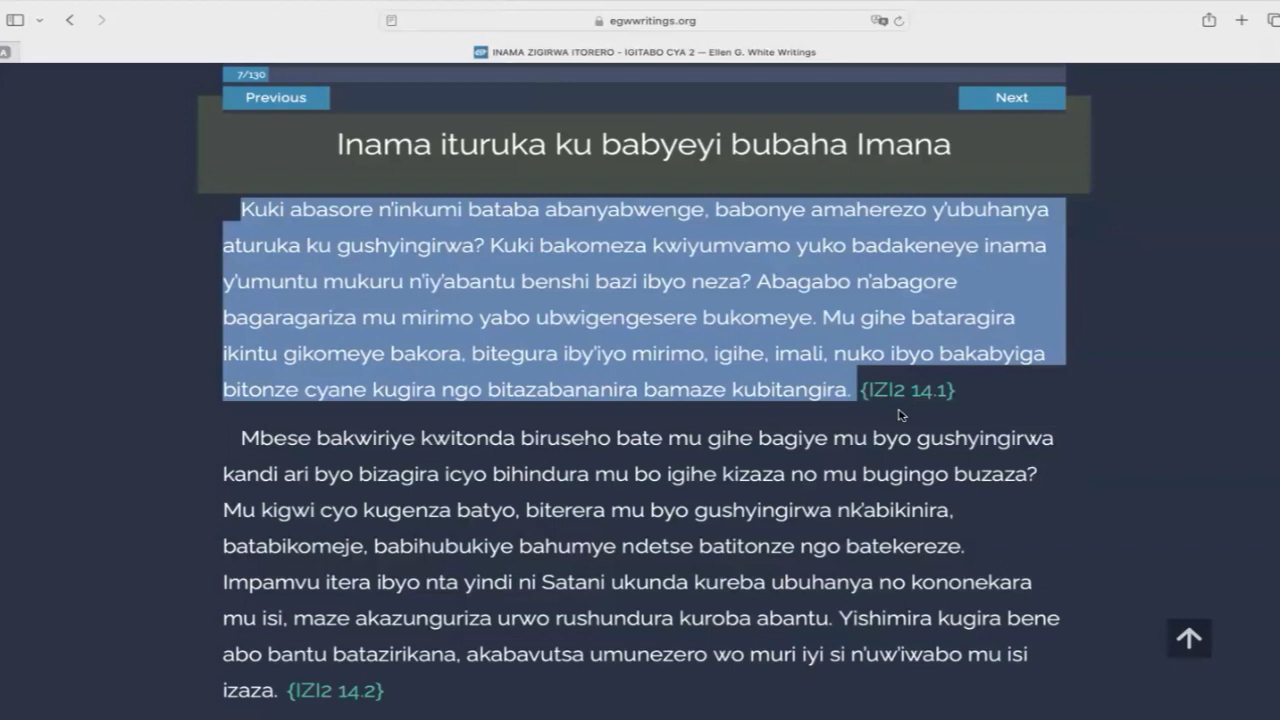 egwwritings.org
A
INAMA ZIGIRWA ITORERO - IGITABO CYA 2 — Ellen G. White Writings
7/130
Previous
Next
Inama ituruka ku babyeyi bubaha Imana
Kuki abasore n'inkumi bataba abanyabwenge, babonye amaherezo y'ubuhanya
aturuka ku gushyingirwa? Kuki bakomeza kwiyumvamo yuko badakeneye inama
y'umuntu mukuru n'iy'abantu benshi bazi ibyo neza? Abagabo n'abagore
bagaragariza mu mirimo yabo ubwigengesere bukomeye. Mu gihe bataragira
ikintu gikomeye bakora, bitegura iby'iyo mirimo, igihe, imali, nuko ibyo bakabyiga
bitonze cyane kugira ngo bitazabananira bamaze kubitangira. {IZI2 14.1}
Mbese bakwiriye kwitonda biruseho bate mu gihe bagiye mu byo gushyingirwa
kandi ari byo bizagira icyo bihindura mu bo igihe kizaza no mu bugingo buzaza?
Mu kigwi cyo kugenza batyo, biterera mu byo gushyingirwa nk'abikinira,
batabikomeje, babihubukiye bahumye ndetse batitonze ngo batekereze.
Impamvu itera ibyo nta yindi ni Satani ukunda kureba ubuhanya no kononekara
mu isi, maze akazunguriza urwo rushundura kuroba abantu. Yishimira kugira bene
abo bantu batazirikana, akabavutsa umunezero wo muri iyi si n'uw'iwabo mu isi
izaza. {IZI2 14.2}